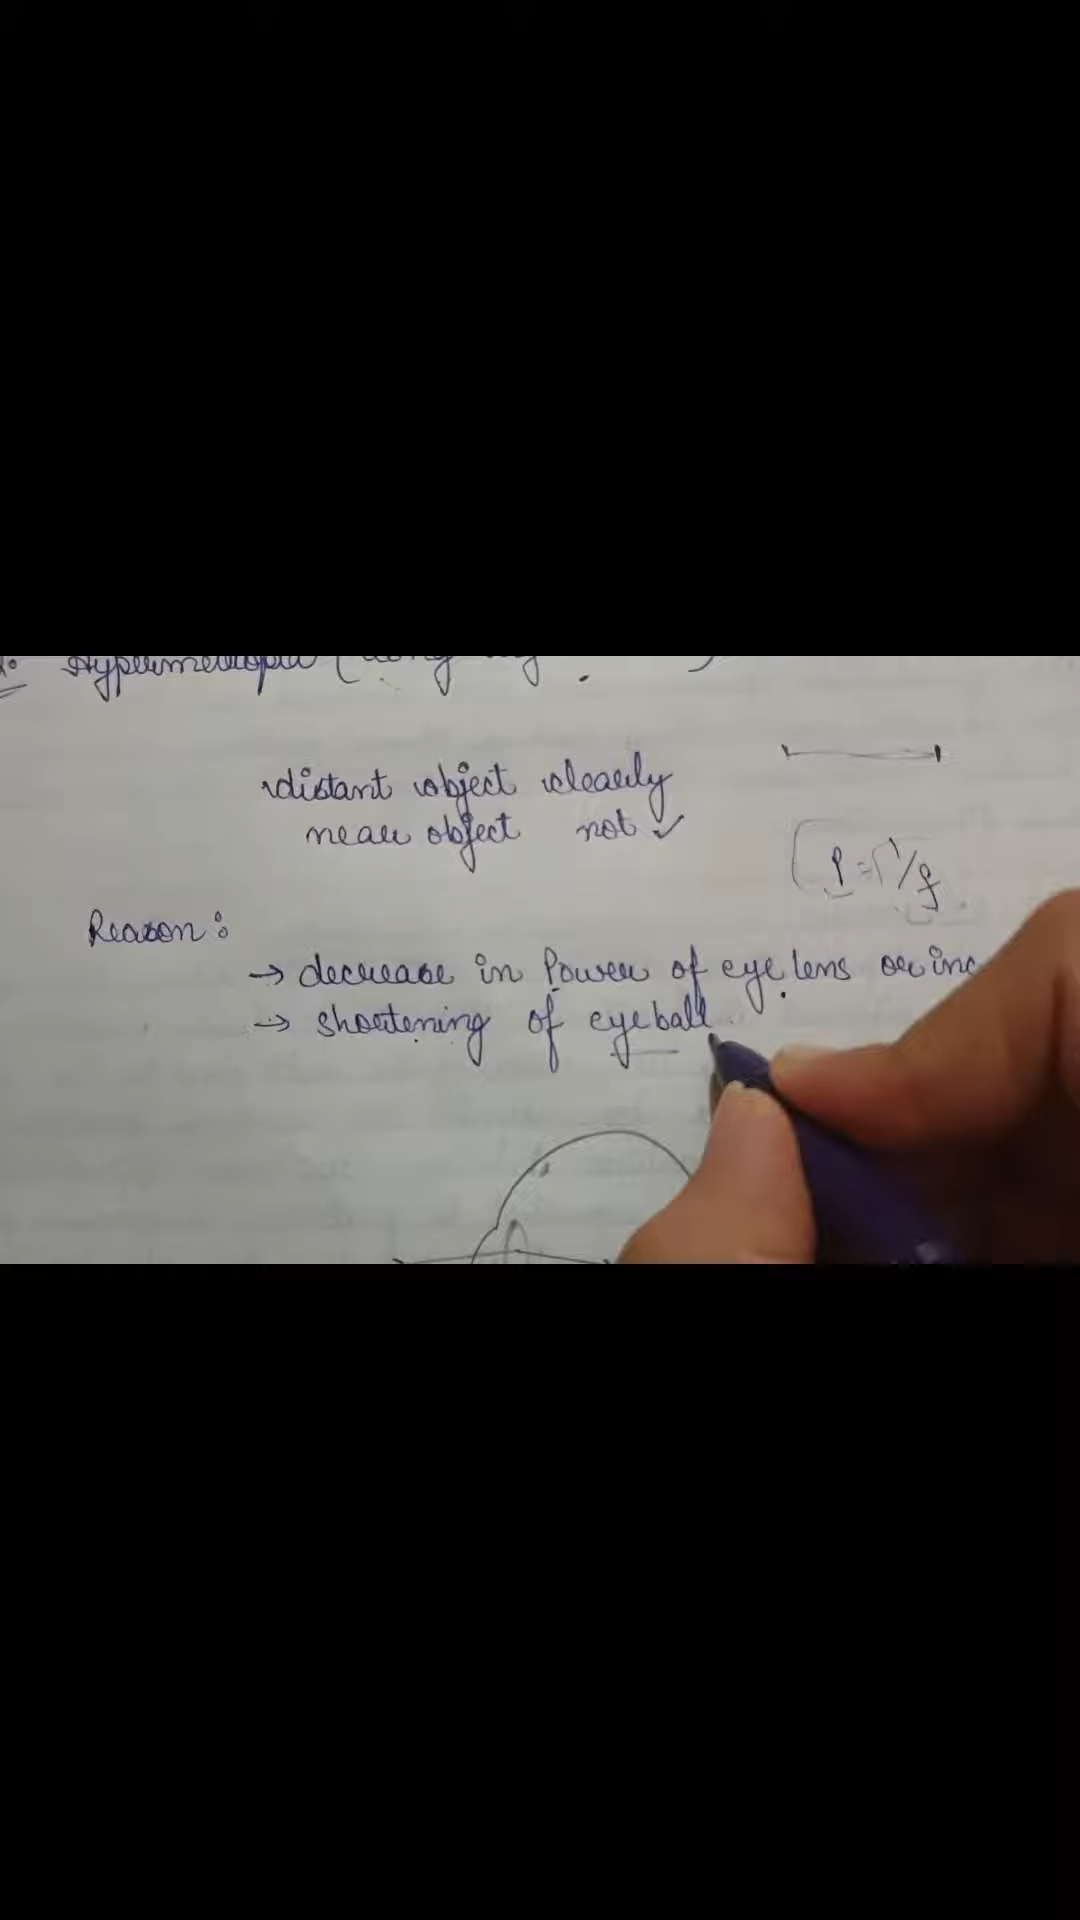 Hypermetropia (
distant object clearly
near object not ✓
P = 1/f
Reason:
→ decrease in Power of eye lens or inc
→ shortening of eyeball